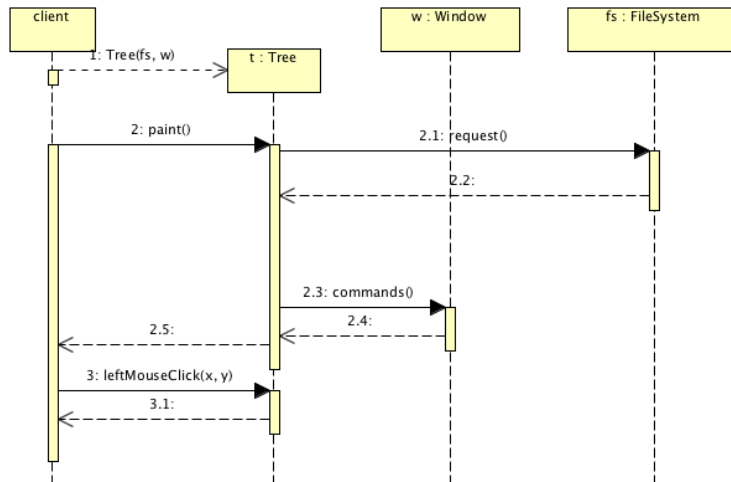 client
w : Window
fs : FileSystem
1: Tree(fs, w)
t : Tree
2: paint()
2.1: request()
2.2:
2.3: commands()
2.4:
2.5:
3: leftMouseClick(x, y)
3.1: